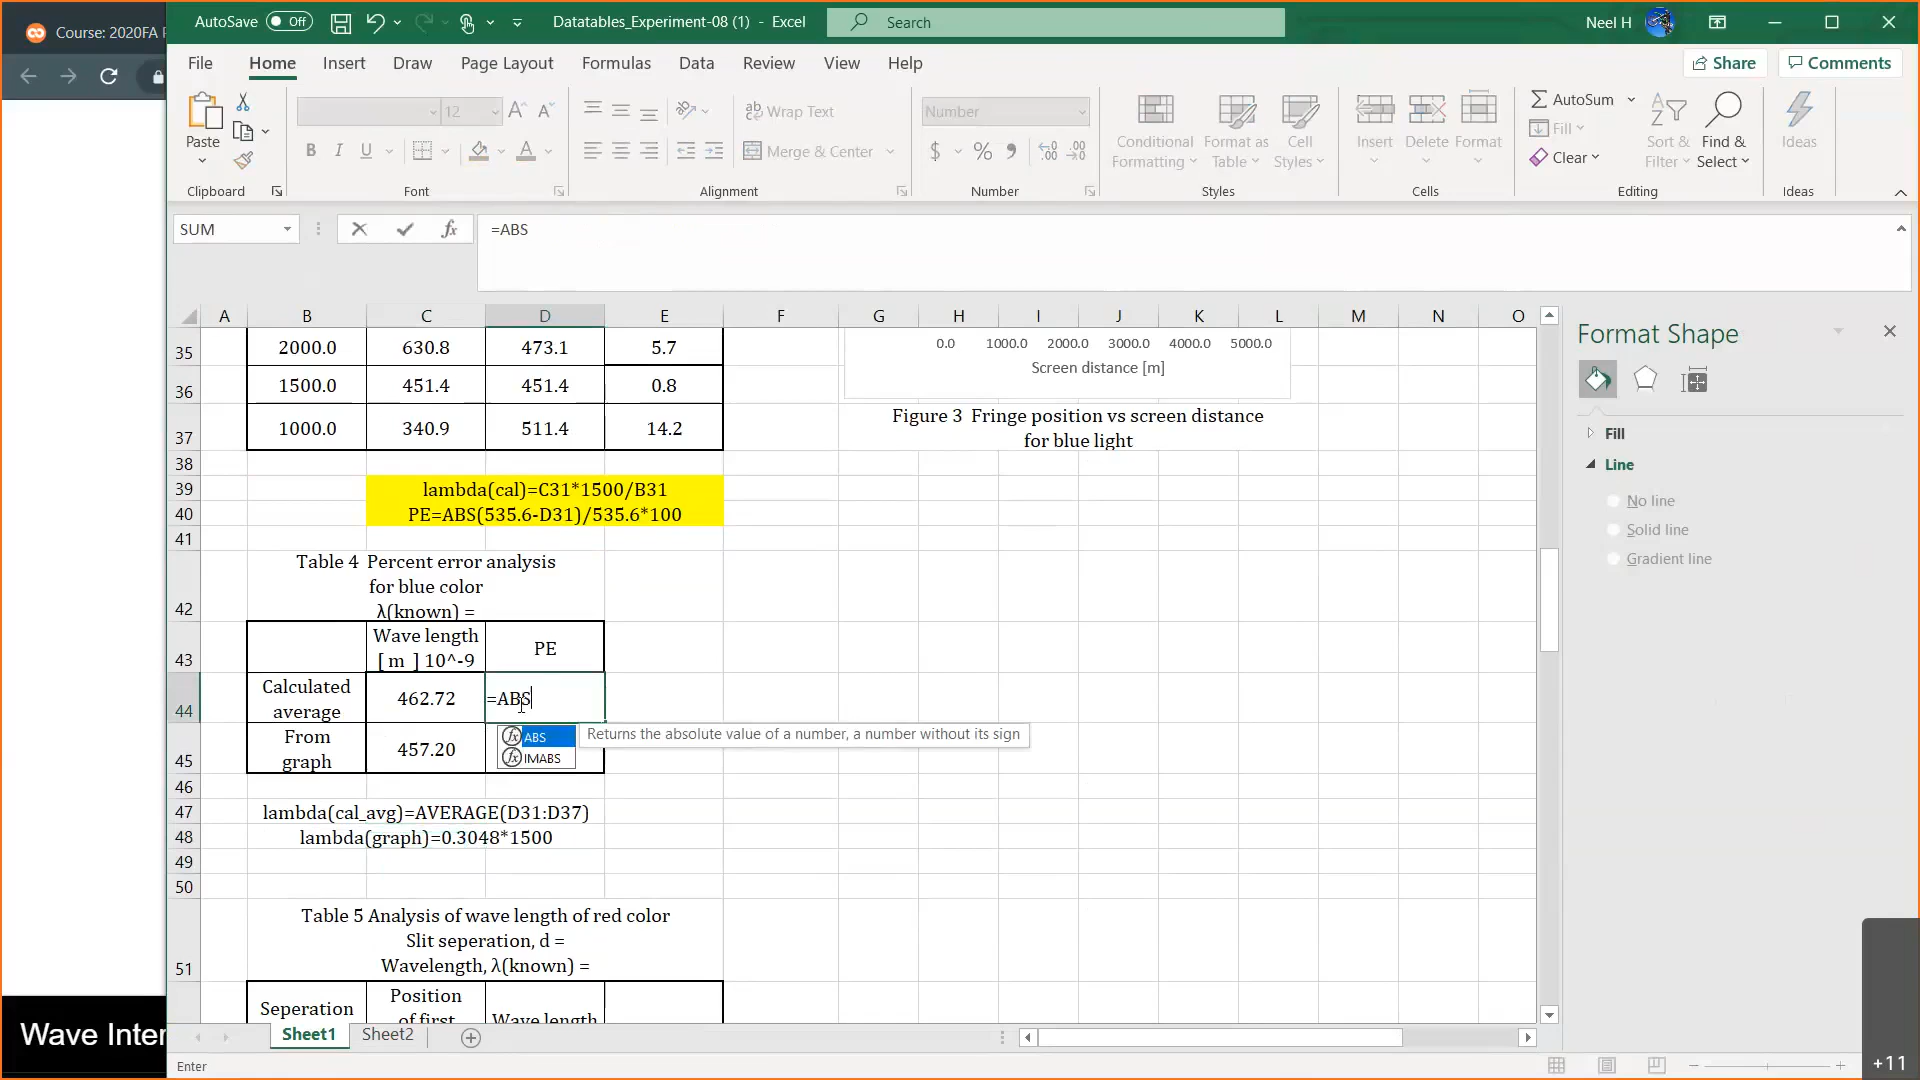 Course: 2020FA
AutoSave Off
Datatables_Experiment-08 (1) - Excel
Search
Neel H
File Home Insert Draw Page Layout Formulas Data Review View Help
Share
Comments
Paste
12
Wrap Text
Merge & Center
Number
Conditional Formatting
Format as Table
Cell Styles
Insert
Delete
Format
AutoSum
Fill
Clear
Sort & Filter
Find & Select
Ideas
Clipboard
Font
Alignment
Number
Styles
Cells
Editing
Ideas
SUM
=ABS
A B C D E F G H I J K L M N O
35 2000.0 630.8 473.1 5.7
36 1500.0 451.4 451.4 0.8
37 1000.0 340.9 511.4 14.2
0.0 1000.0 2000.0 3000.0 4000.0 5000.0
Screen distance [m]
Figure 3 Fringe position vs screen distance
for blue light
38
39 lambda(cal)=C31*1500/B31
40 PE=ABS(535.6-D31)/535.6*100
41
Table 4 Percent error analysis
for blue color
42 λ(known) =
Wave length
43 [ m ] 10^-9
PE
Calculated
44 average
462.72
=ABS
From
45 graph
457.20
ABS
IMABS
Returns the absolute value of a number, a number without its sign
46
47 lambda(cal_avg)=AVERAGE(D31:D37)
48 lambda(graph)=0.3048*1500
49
50
Table 5 Analysis of wave length of red color
Slit seperation, d =
51 Wavelength, λ(known) =
Seperation
Position
of first
Wave length
Format Shape
Fill
Line
No line
Solid line
Gradient line
Wave Inter
Sheet1
Sheet2
Enter
+11